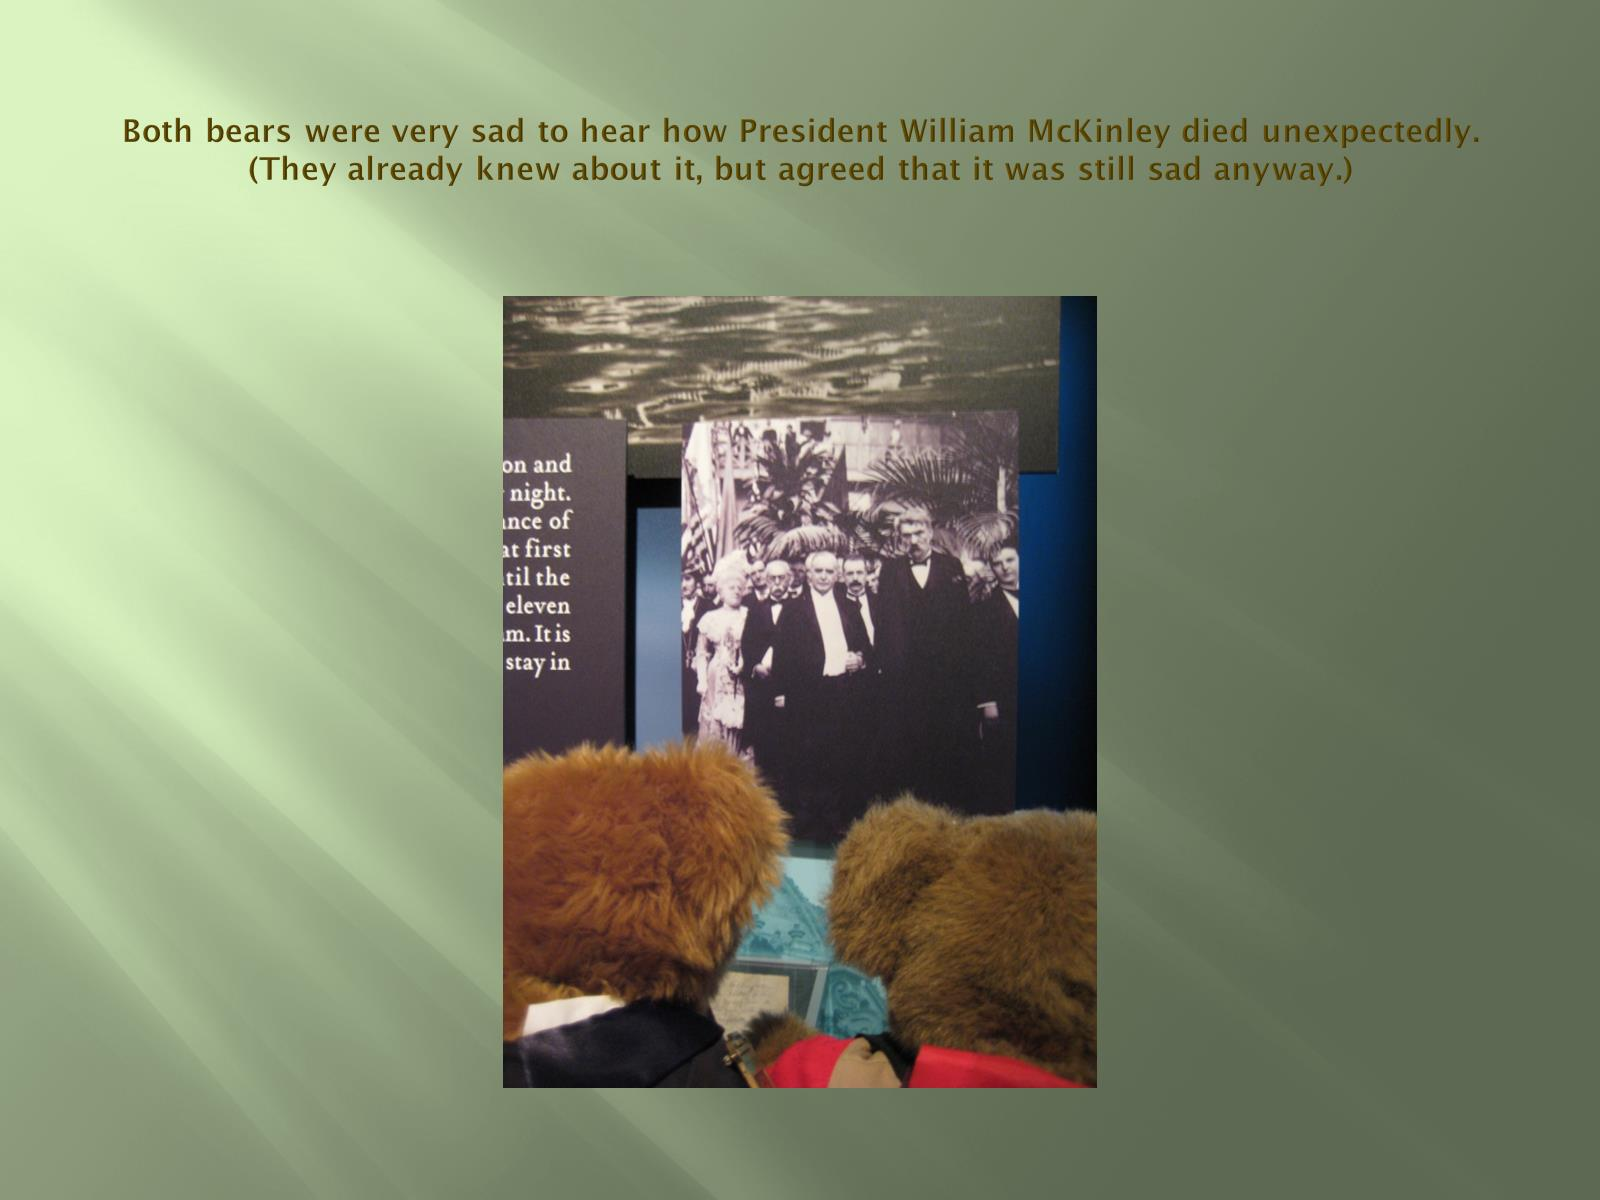 Both bears were very sad to hear how President William McKinley died unexpectedly.
(They already knew about it, but agreed that it was still sad anyway.)
on and
night.
ance of
at first
til the
eleven
m. It is
stay in